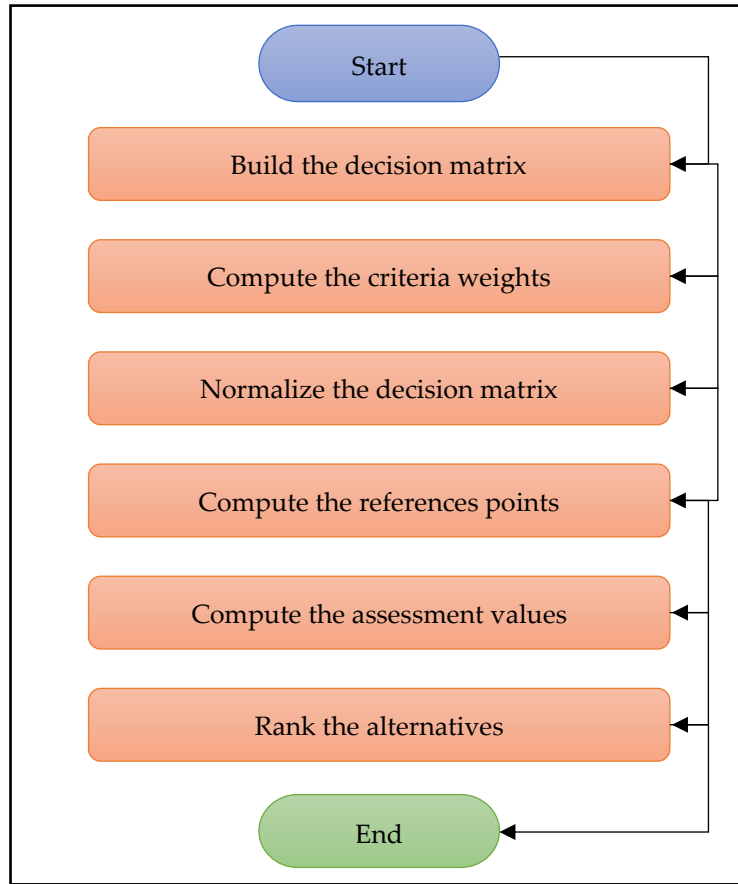 Start
Build the decision matrix
Compute the criteria weights
Normalize the decision matrix
Compute the references points
Compute the assessment values
Rank the alternatives
End